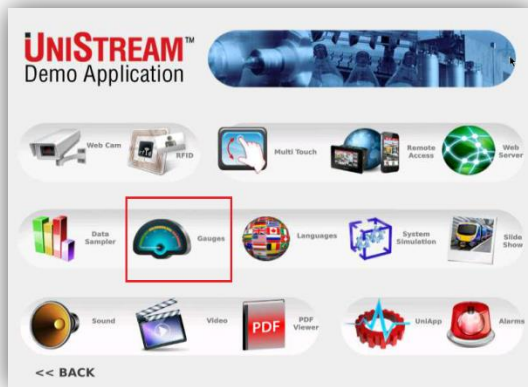 UNISTREAM™
Demo Application
Web Cam
RFID
Multi Touch
Remote Access
Web Server
Data Sampler
Gauges
Languages
System Simulation
Slide Show
Sound
Video
PDF
PDF Viewer
UniApp
Alarms
<< BACK